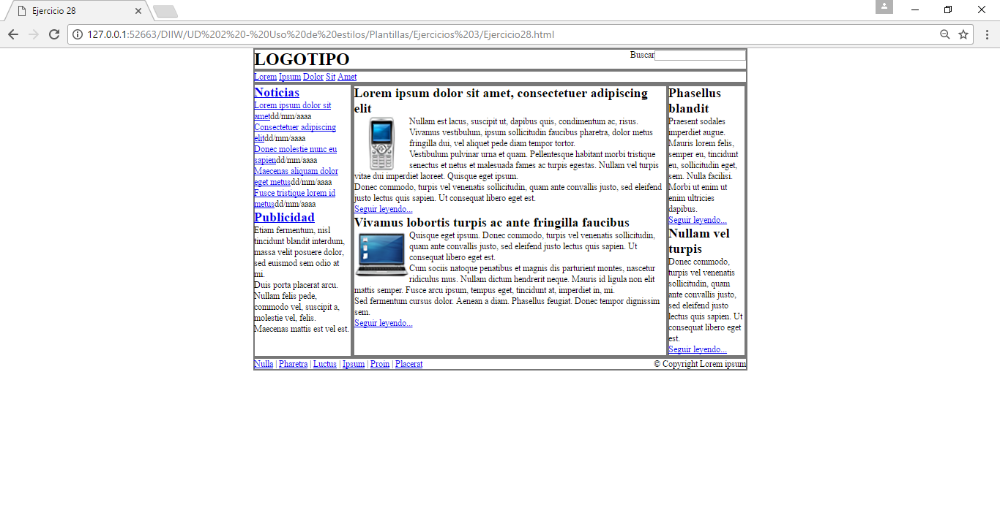 Ejercicio 28
127.0.0.1:52663/DIIW/UD%202%20-%20Uso%20de%20estilos/Plantillas/Ejercicios%203/Ejercicio28.html
LOGOTIPO
Buscar
Lorem Ipsum Dolor Sit Amet
Noticias
Lorem ipsum dolor sit
ametdd/mm/aaaa
Consectetuer adipiscing
elitdd/mm/aaaa
Donec molestie nunc eu
sapiendd/mm/aaaa
Maecenas aliquam dolor
eget metusdd/mm/aaaa
Fusce tristique lorem id
metusdd/mm/aaaa
Publicidad
Etiam fermentum, nisl
tincidunt blandit interdum,
massa velit posuere dolor,
sed euismod sem odio at
mi.
Duis porta placerat arcu.
Nullam felis pede,
commodo vel, suscipit a,
molestie vel, felis.
Maecenas mattis est vel est.
Lorem ipsum dolor sit amet, consectetuer adipiscing
elit
Nullam est lacus, suscipit ut, dapibus quis, condimentum ac, risus.
Vivamus vestibulum, ipsum sollicitudin faucibus pharetra, dolor metus
fringilla dui, vel aliquet pede diam tempor tortor.
Vestibulum pulvinar urna et quam. Pellentesque habitant morbi tristique
senectus et netus et malesuada fames ac turpis egestas. Nullam vel turpis
vitae dui imperdiet laoreet. Quisque eget ipsum.
Donec commodo, turpis vel venenatis sollicitudin, quam ante convallis justo, sed eleifend
justo lectus quis sapien. Ut consequat libero eget est.
Seguir leyendo...
Vivamus lobortis turpis ac ante fringilla faucibus
Quisque eget ipsum. Donec commodo, turpis vel venenatis sollicitudin,
quam ante convallis justo, sed eleifend justo lectus quis sapien. Ut
consequat libero eget est.
Cum sociis natoque penatibus et magnis dis parturient montes, nascetur
ridiculus mus. Nullam dictum hendrerit neque. Mauris id ligula non elit
mattis semper. Fusce arcu ipsum, tempus eget, tincidunt at, imperdiet in, mi.
Sed fermentum cursus dolor. Aenean a diam. Phasellus feugiat. Donec tempor dignissim
sem.
Seguir leyendo...
Phasellus
blandit
Praesent sodales
imperdiet augue.
Mauris lorem felis,
semper eu, tincidunt
eu, sollicitudin eget,
sem. Nulla facilisi.
Morbi ut enim ut
enim ultricies
dapibus.
Seguir leyendo...
Nullam vel
turpis
Donec commodo,
turpis vel venenatis
sollicitudin, quam
ante convallis justo,
sed eleifend justo
lectus quis sapien. Ut
consequat libero eget
est.
Seguir leyendo...
Nulla | Pharetra | Luctus | Ipsum | Proin | Placerat
© Copyright Lorem ipsum